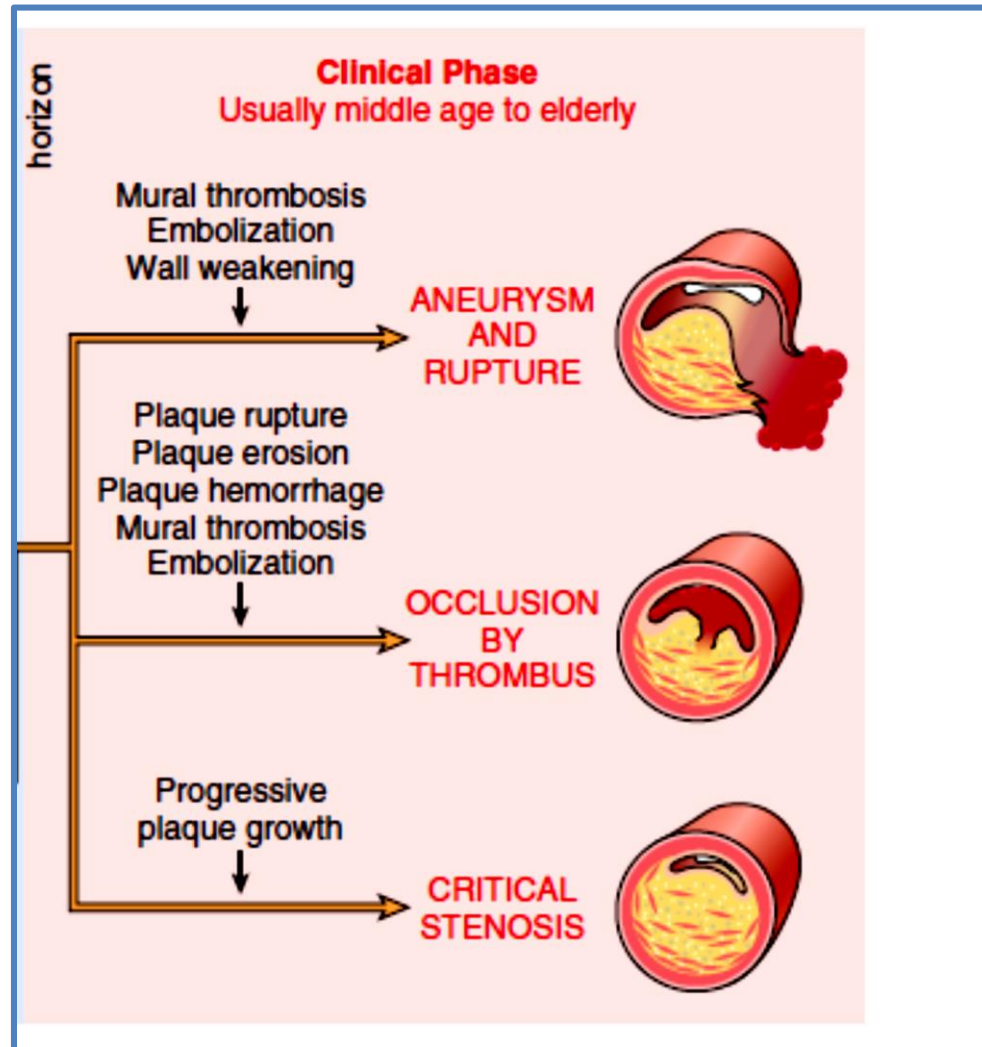 horizon
Clinical Phase
Usually middle age to elderly
Mural thrombosis
Embolization
Wall weakening
ANEURYSM
AND
RUPTURE
Plaque rupture
Plaque erosion
Plaque hemorrhage
Mural thrombosis
Embolization
OCCLUSION
BY
THROMBUS
Progressive
plaque growth
CRITICAL
STENOSIS